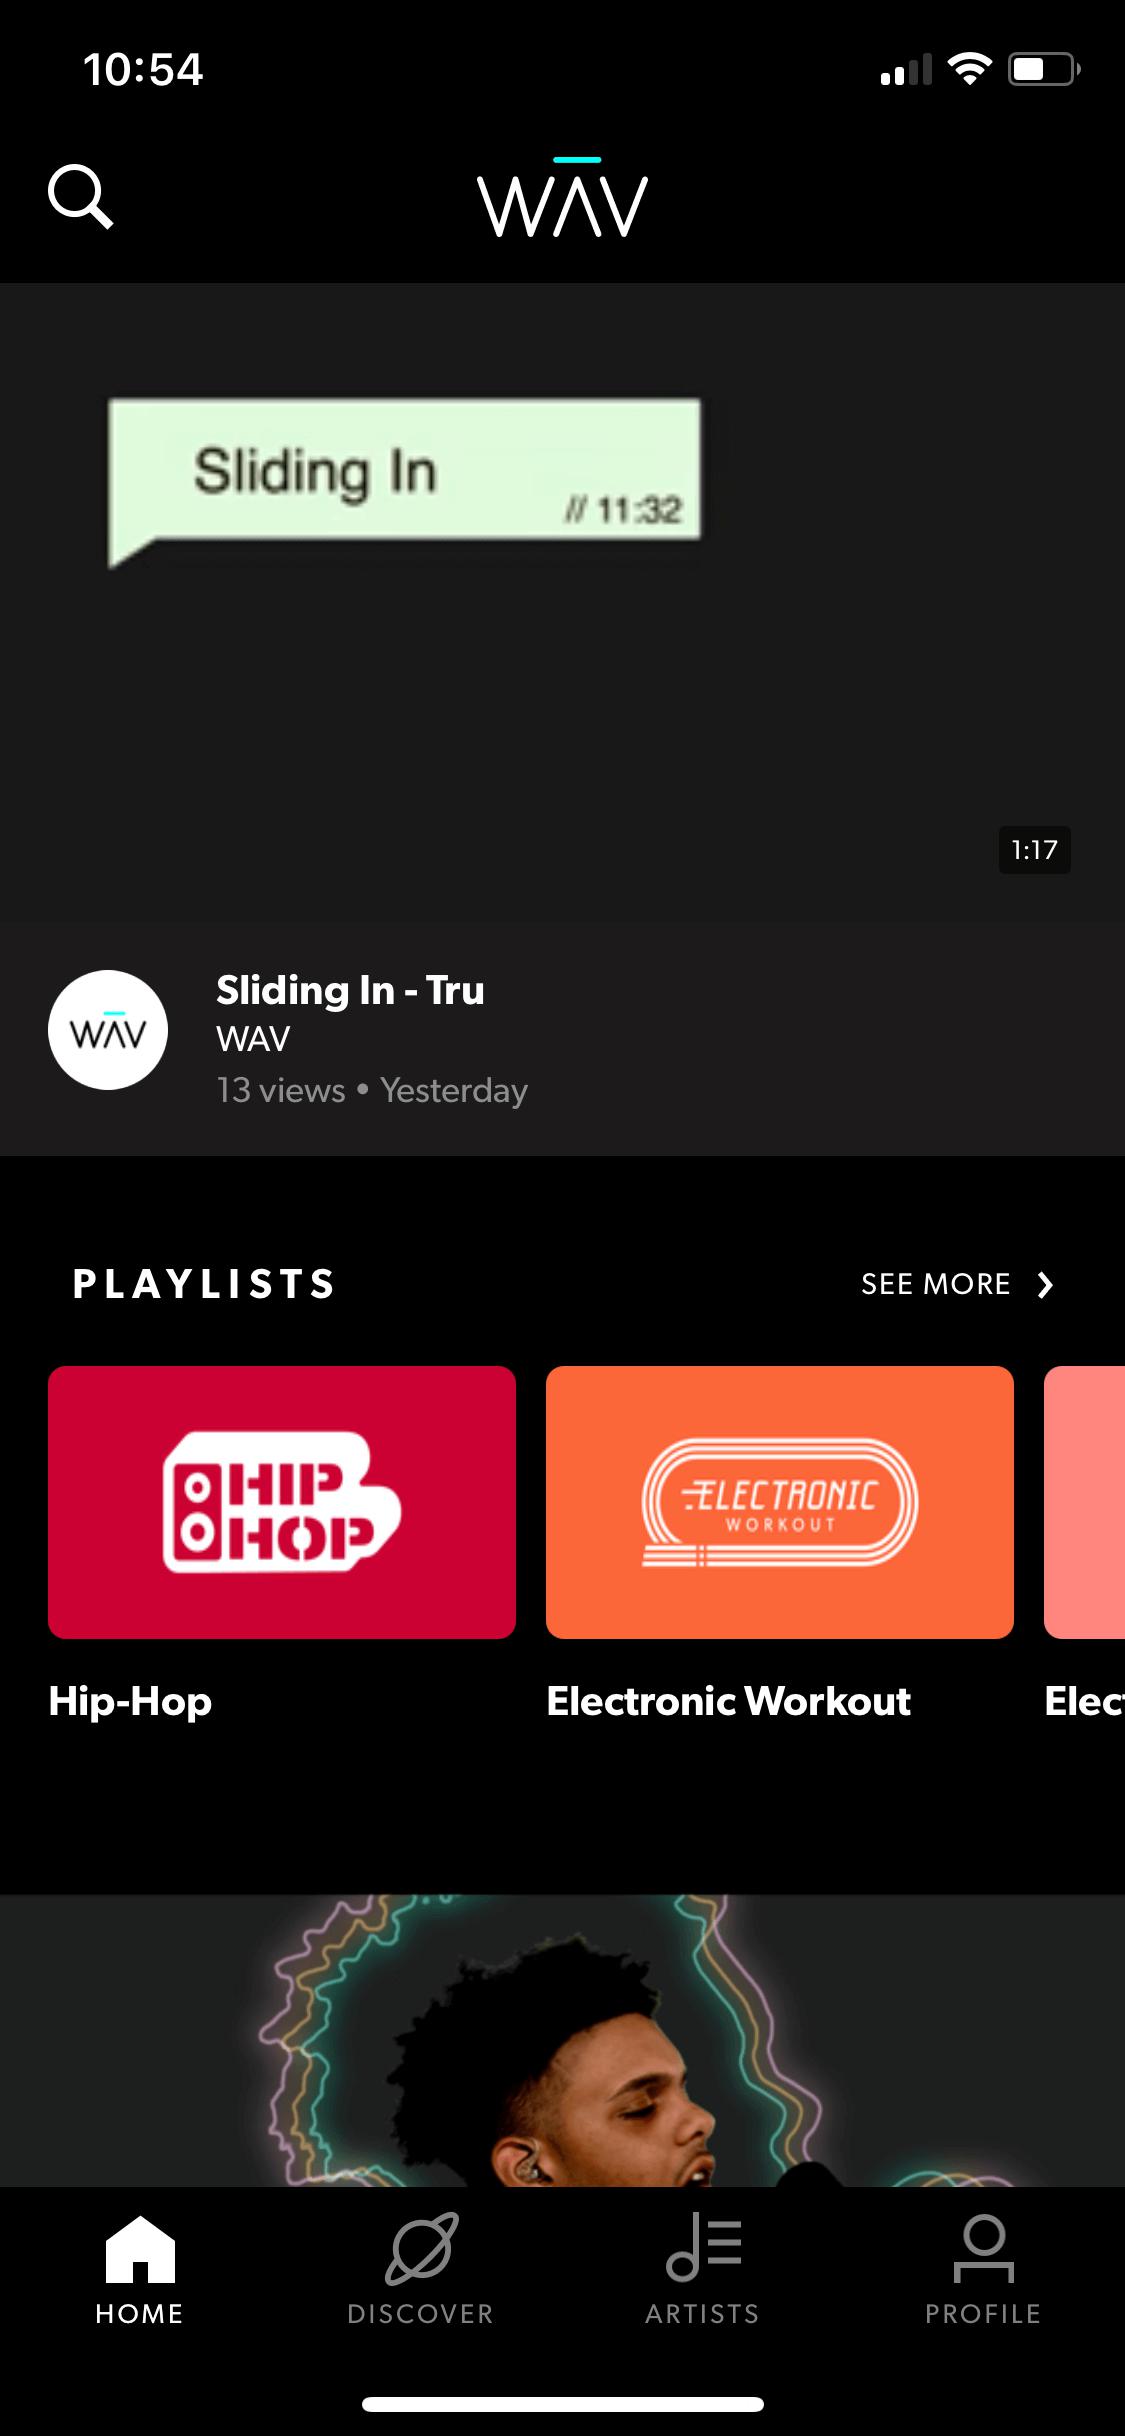 10:54
WAV
Sliding In
// 11:32
1:17
WAV
Sliding In - Tru
WAV
13 views • Yesterday
PLAYLISTS
SEE MORE
HIP
HOP
ELECTRONIC
WORKOUT
Hip-Hop
Electronic Workout
HOME
DISCOVER
ARTISTS
PROFILE